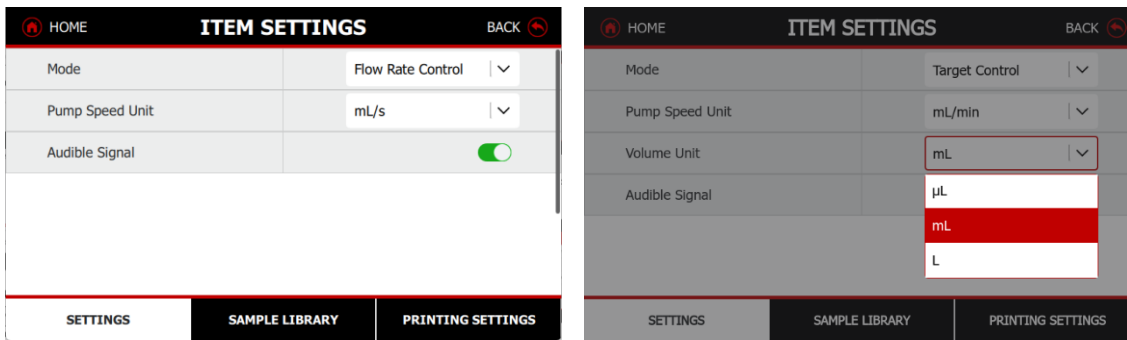 HOME ITEM SETTINGS BACK
Mode Flow Rate Control
Pump Speed Unit mL/s
Audible Signal
SETTINGS SAMPLE LIBRARY PRINTING SETTINGS
HOME ITEM SETTINGS BACK
Mode Target Control
Pump Speed Unit mL/min
Volume Unit mL
µL
Audible Signal
mL
L
SETTINGS SAMPLE LIBRARY PRINTING SETTINGS